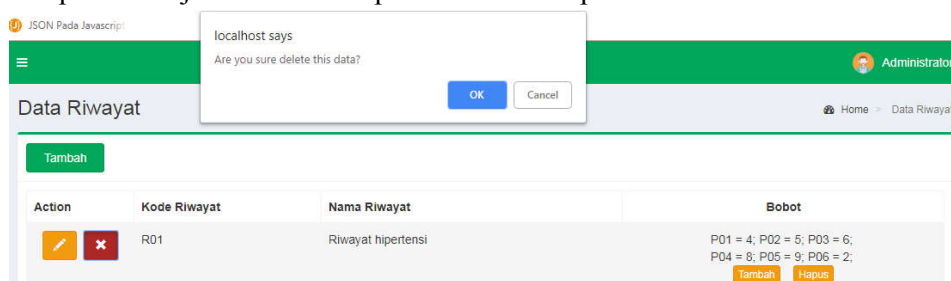 JSON Pada Javascript
localhost says
Are you sure delete this data?
OK Cancel
Administrator
Data Riwayat
Home > Data Riwayat
Tambah
Action Kode Riwayat Nama Riwayat Bobot
R01 Riwayat hipertensi P01 = 4; P02 = 5; P03 = 6;
P04 = 8; P05 = 9; P06 = 2;
Tambah Hapus